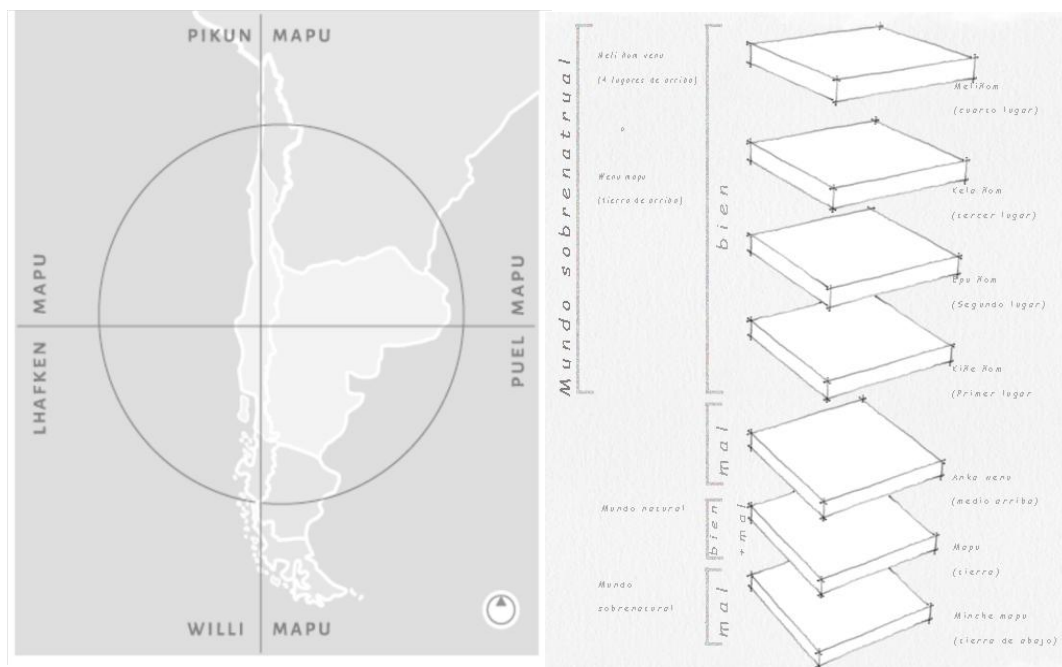 PIKUN MAPU
LHAFKEN MAPU
PUEL MAPU
WILLI MAPU
Mundo sobrenatrual
Meli Ñom wenu
(4 lugares de arriba)
o
Wenu mapu
(tierra de arriba)
bien
Meli Ñom
(cuarto lugar)
Kela Ñom
(tercer lugar)
Epu Ñom
(Segundo lugar)
Kiñe Ñom
(Primer lugar
mal
Anka wenu
(medio arriba)
Mundo natural
bien
+mal
Mapu
(tierra)
Mundo
sobrenatural
mal
Minche mapu
(tierra de abajo)